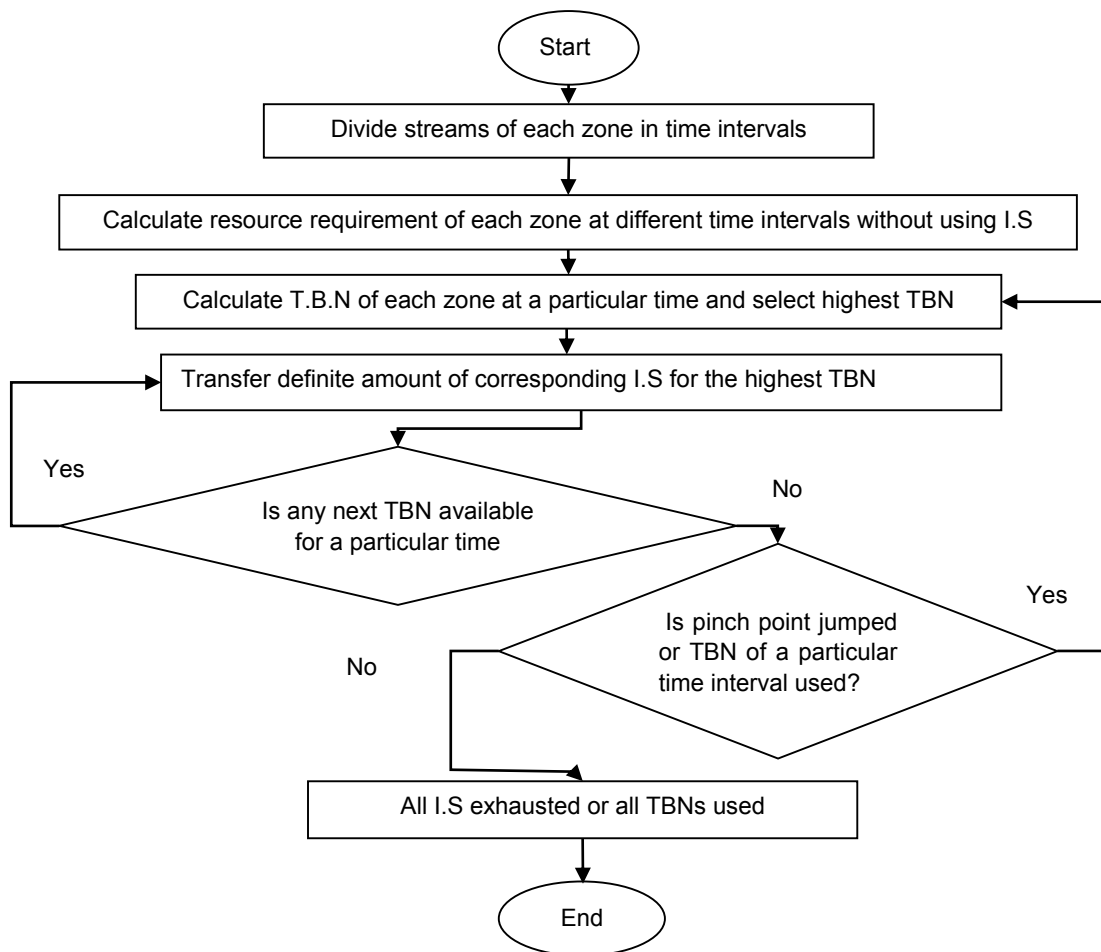 Start
Divide streams of each zone in time intervals
Calculate resource requirement of each zone at different time intervals without using I.S
Calculate T.B.N of each zone at a particular time and select highest TBN
Transfer definite amount of corresponding I.S for the highest TBN
Yes
Is any next TBN available
for a particular time
No
Is pinch point jumped
or TBN of a particular
time interval used?
Yes
No
All I.S exhausted or all TBNs used
End